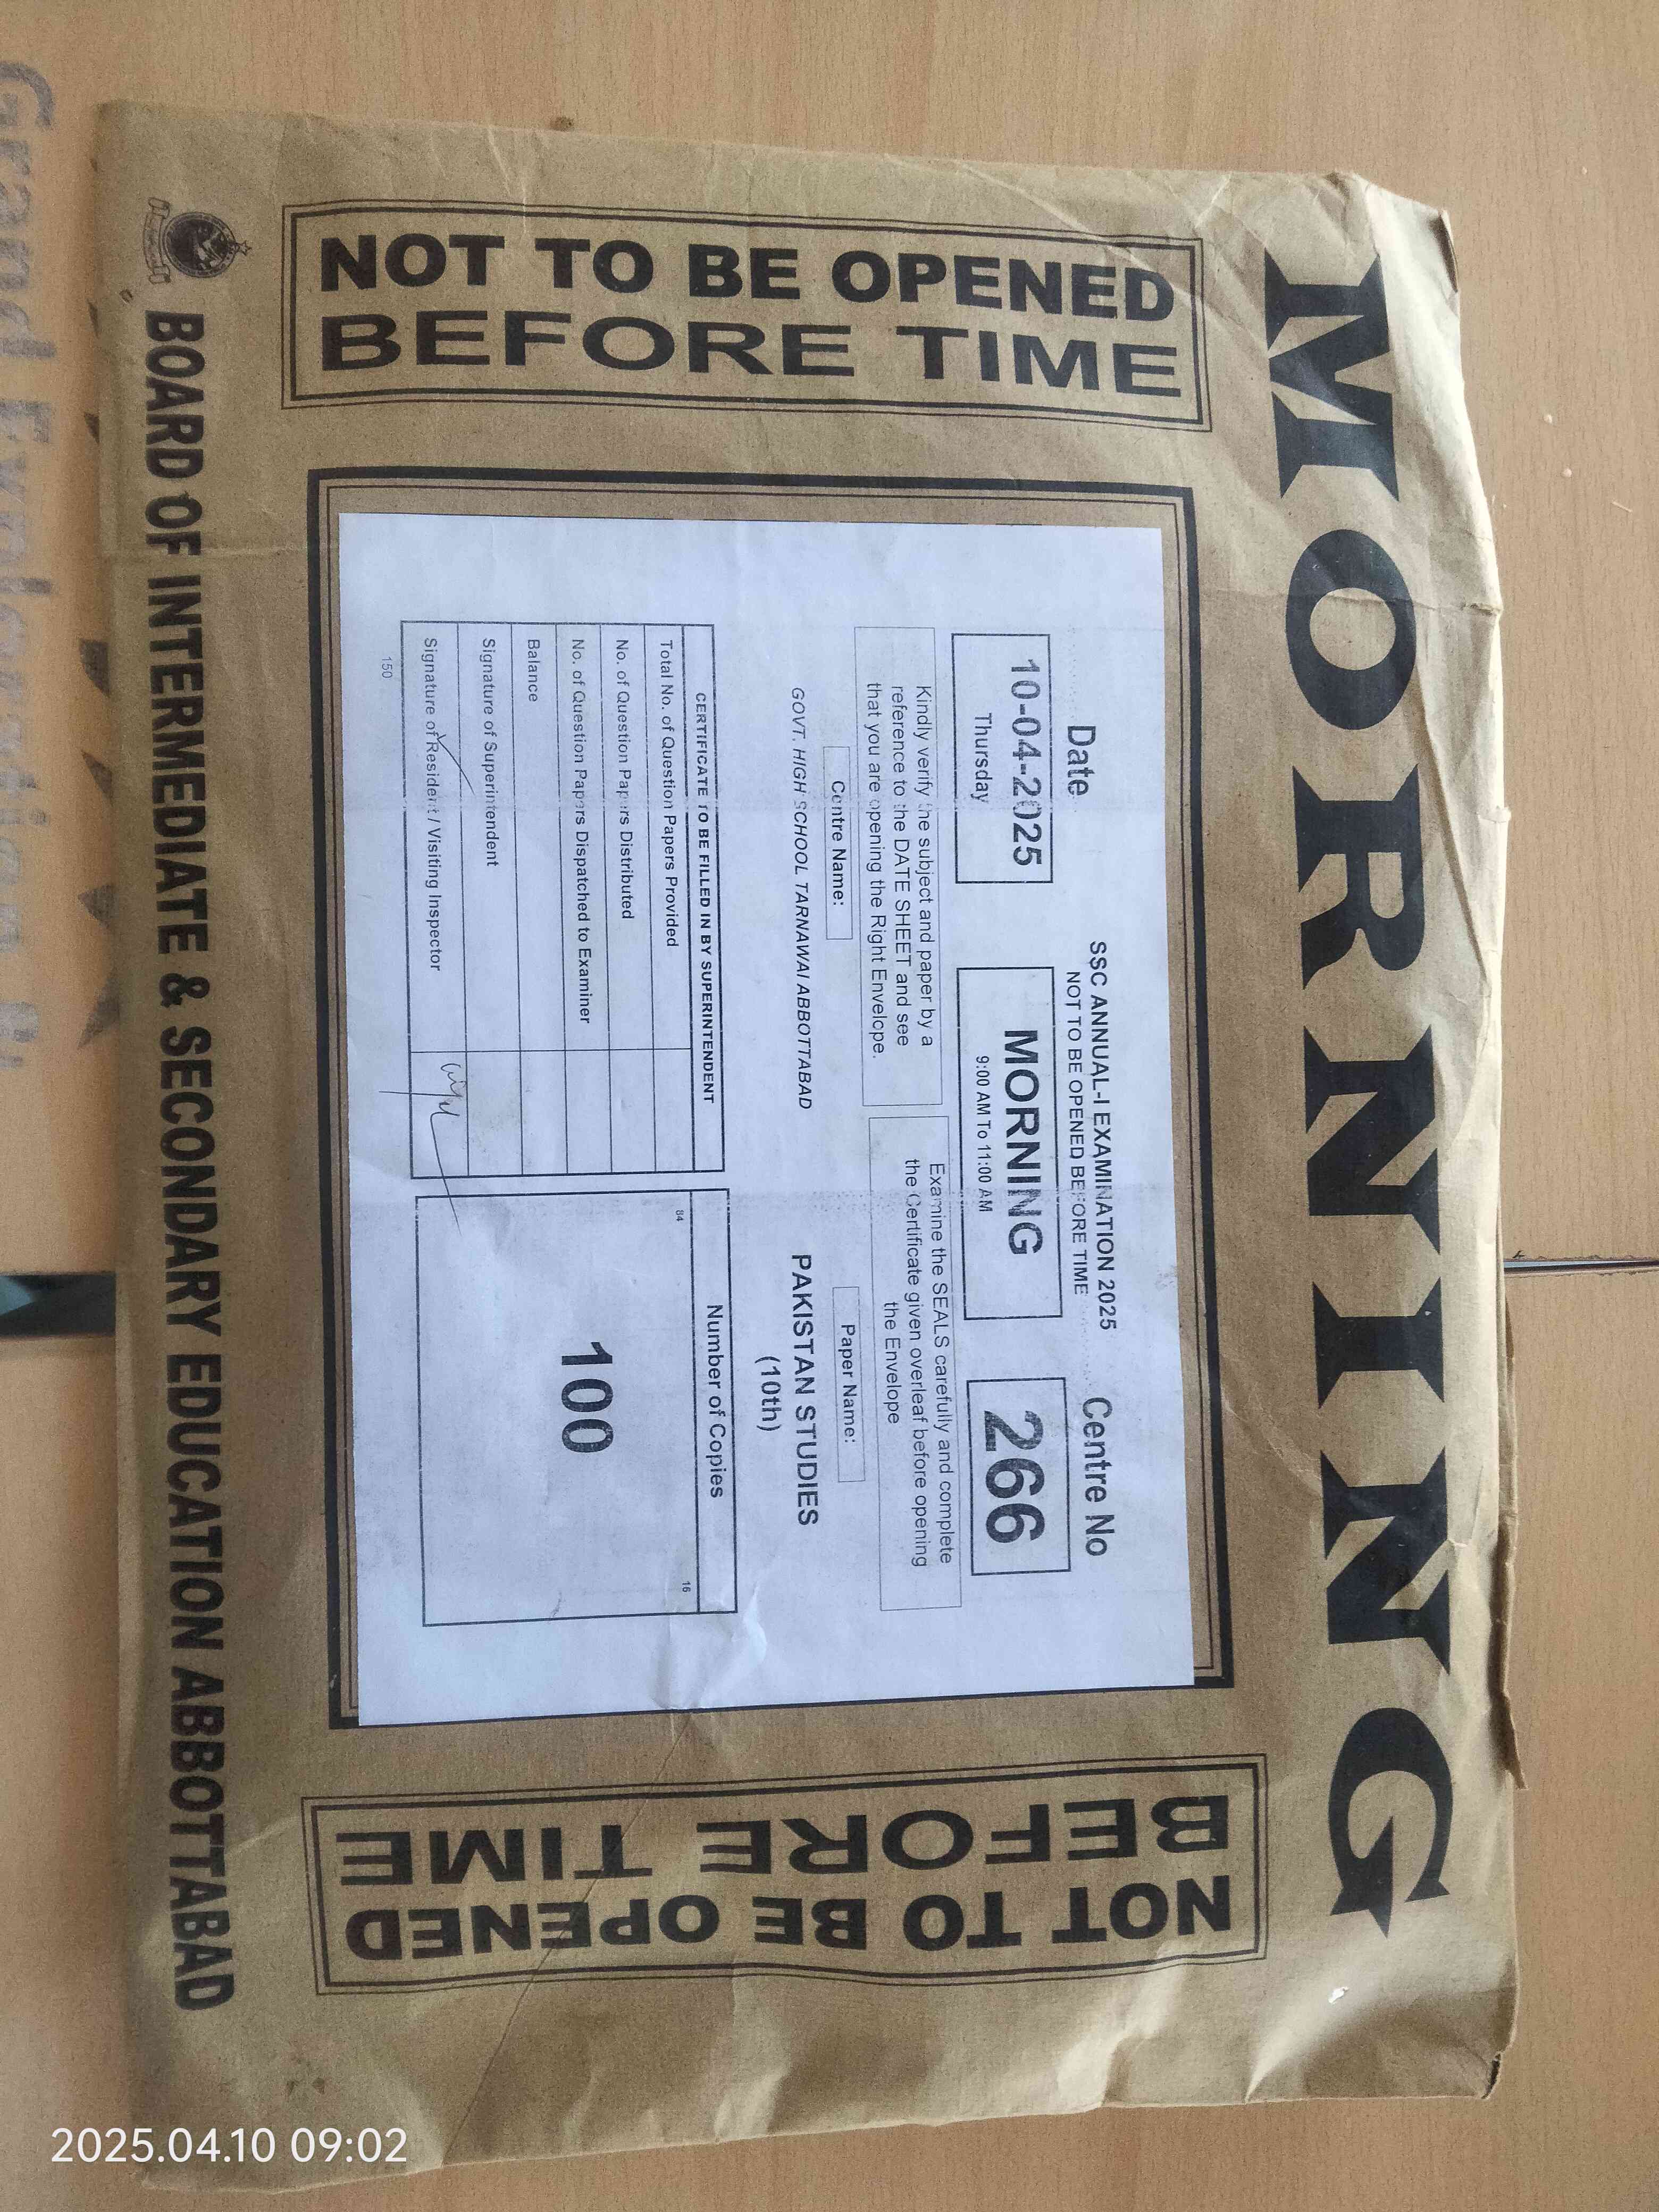 MORNING
NOT TO BE OPENED
BEFORE TIME
SSC ANNUAL-I EXAMINATION 2025
NOT TO BE OPENED BEFORE TIME
Date
10-04-2025
Thursday
MORNING
9:00 AM To 11:00 AM
Centre No
266
Kindly verify the subject and paper by a
reference to the DATE SHEET and see
that you are opening the Right Envelope.
Examine the SEALS carefully and complete
the Certificate given overleaf before opening
the Envelope
Centre Name:
GOVT. HIGH SCHOOL TARNAWAI ABBOTTABAD
Paper Name:
PAKISTAN STUDIES
(10th)
CERTIFICATE TO BE FILLED IN BY SUPERINTENDENT
Total No. of Question Papers Provided
No. of Question Papers Distributed
No. of Question Papers Dispatched to Examiner
Balance
Signature of Superintendent
Signature of Resident / Visiting Inspector
150
Number of Copies
84
16
100
NOT TO BE OPENED
BEFORE TIME
BOARD OF INTERMEDIATE & SECONDARY EDUCATION ABBOTTABAD
2025.04.10 09:02